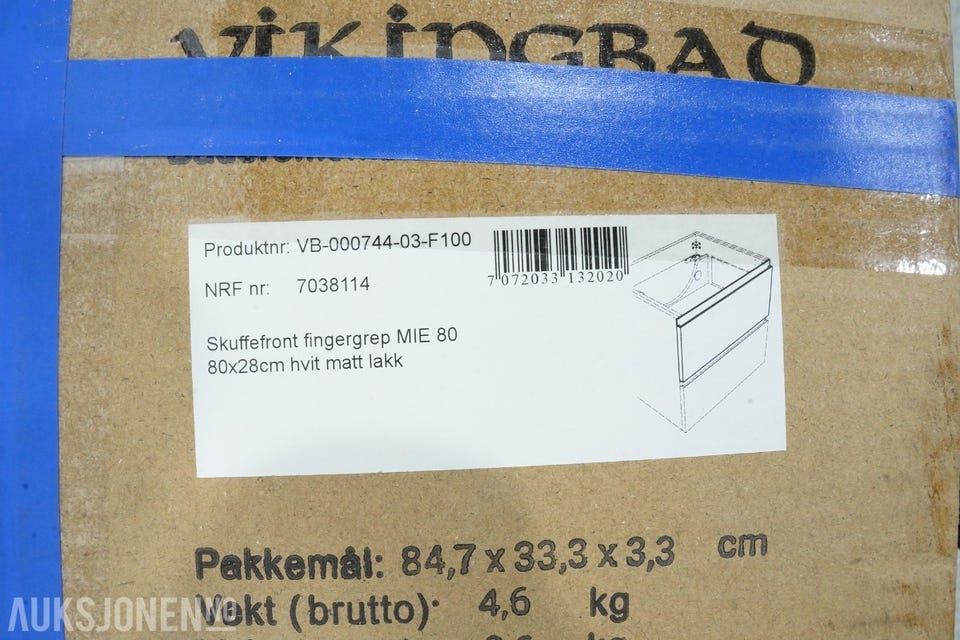 VIKINGBAD
Produktnr: VB-000744-03-F100
NRF nr: 7038114
7 072033 132020
Skuffefront fingergrep MIE 80
80x28cm hvit matt lakk
Pakkemål: 84,7 x 33,3 x 3,3 cm
Vekt (brutto): 4,6 kg
AUKSJONEN.NO